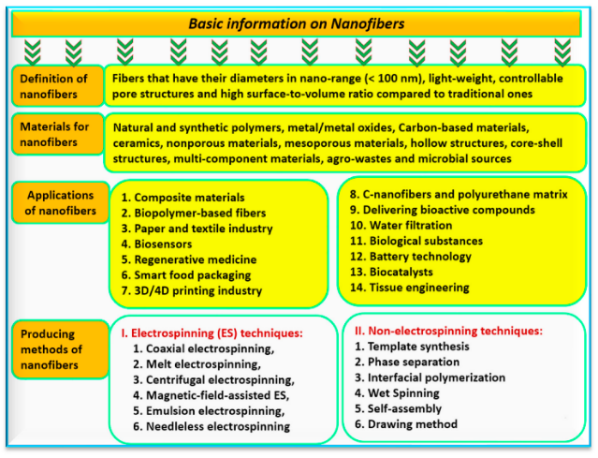 Basic information on Nanofibers
Definition of
nanofibers
Fibers that have their diameters in nano-range (< 100 nm), light-weight, controllable
pore structures and high surface-to-volume ratio compared to traditional ones
Materials for
nanofibers
Natural and synthetic polymers, metal/metal oxides, Carbon-based materials,
ceramics, nonporous materials, mesoporous materials, hollow structures, core-shell
structures, multi-component materials, agro-wastes and microbial sources
Applications
of nanofibers
1. Composite materials
2. Biopolymer-based fibers
3. Paper and textile industry
4. Biosensors
5. Regenerative medicine
6. Smart food packaging
7. 3D/4D printing industry
8. C-nanofibers and polyurethane matrix
9. Delivering bioactive compounds
10. Water filtration
11. Biological substances
12. Battery technology
13. Biocatalysts
14. Tissue engineering
Producing
methods of
nanofibers
I. Electrospinning (ES) techniques:
1. Coaxial electrospinning,
2. Melt electrospinning,
3. Centrifugal electrospinning,
4. Magnetic-field-assisted ES,
5. Emulsion electrospinning,
6. Needleless electrospinning
II. Non-electrospinning techniques:
1. Template synthesis
2. Phase separation
3. Interfacial polymerization
4. Wet Spinning
5. Self-assembly
6. Drawing method